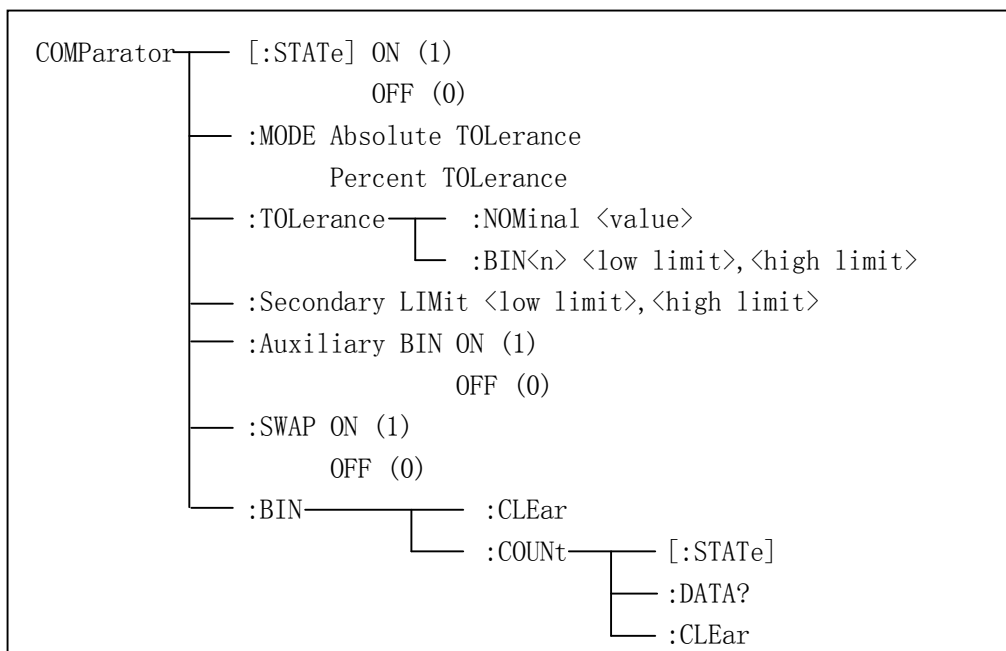 COMParator [:STATe] ON (1)
OFF (0)
:MODE Absolute TOLerance
Percent TOLerance
:TOLerance :NOMinal <value>
:BIN<n> <low limit>,<high limit>
:Secondary LIMit <low limit>,<high limit>
:Auxiliary BIN ON (1)
OFF (0)
:SWAP ON (1)
OFF (0)
:BIN :CLEar
:COUNt [:STATe]
:DATA?
:CLEar